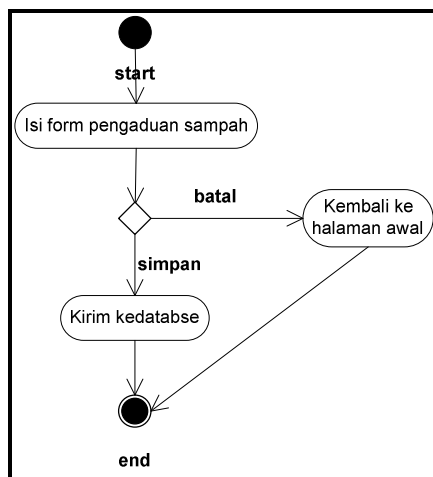 start
Isi form pengaduan sampah
batal
Kembali ke
halaman awal
simpan
Kirim kedatabse
end